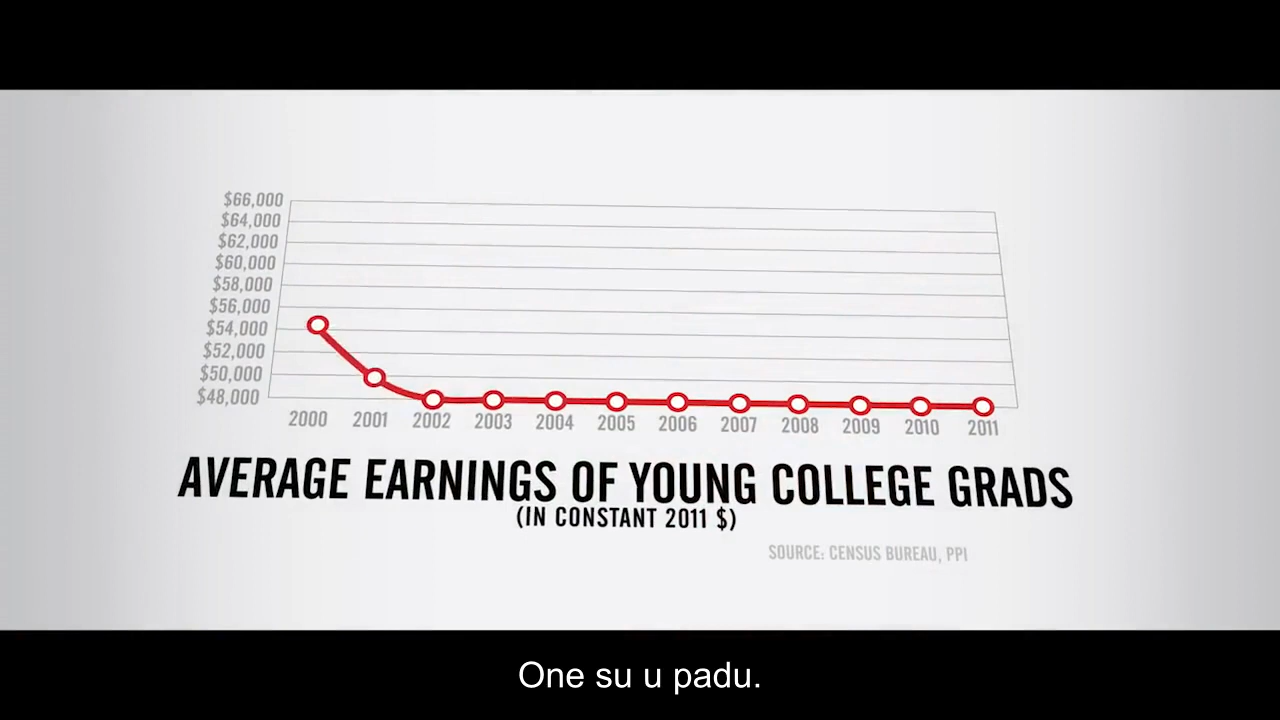 $66,000
$64,000
$62,000
$60,000
$58,000
$56,000
$54,000
$52,000
$50,000
$48,000
2000 2001 2002 2003 2004 2005 2006 2007 2008 2009 2010 2011
AVERAGE EARNINGS OF YOUNG COLLEGE GRADS
(IN CONSTANT 2011 $)
SOURCE: CENSUS BUREAU, PPI
One su u padu.